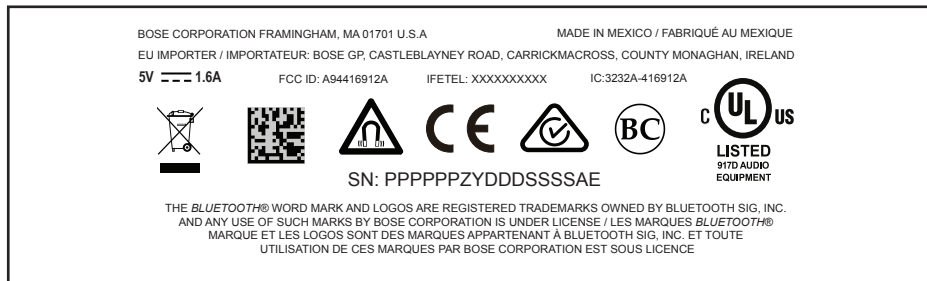 BOSE CORPORATION FRAMINGHAM, MA 01701 U.S.A MADE IN MEXICO / FABRIQUÉ AU MEXIQUE
EU IMPORTER / IMPORTATEUR: BOSE GP, CASTLEBLAYNEY ROAD, CARRICKMACROSS, COUNTY MONAGHAN, IRELAND
5V 1.6A FCC ID: A94416912A IFETEL: XXXXXXXXXX IC:3232A-416912A
CE BC C UL US
LISTED
917D AUDIO
EQUIPMENT
SN: PPPPPPZYDDDSSSSAE
THE BLUETOOTH® WORD MARK AND LOGOS ARE REGISTERED TRADEMARKS OWNED BY BLUETOOTH SIG, INC.
AND ANY USE OF SUCH MARKS BY BOSE CORPORATION IS UNDER LICENSE / LES MARQUES BLUETOOTH®
MARQUE ET LES LOGOS SONT DES MARQUES APPARTENANT À BLUETOOTH SIG, INC. ET TOUTE
UTILISATION DE CES MARQUES PAR BOSE CORPORATION EST SOUS LICENCE